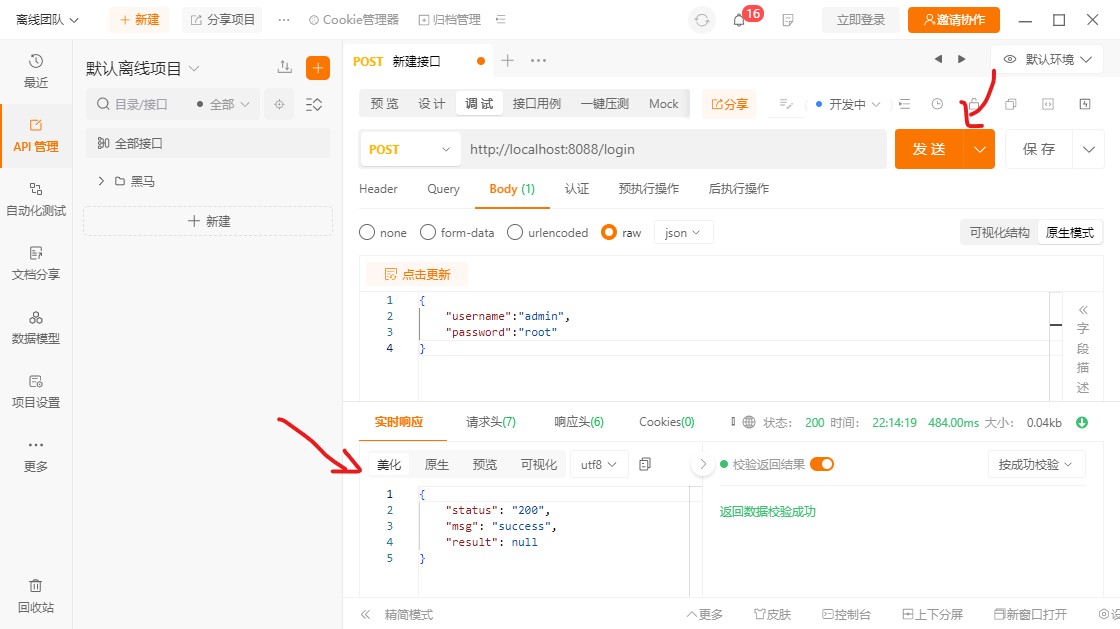 离线团队 新建 分享项目 ··· Cookie管理器 归档管理 16 立即登录 邀请协作
最近
API 管理
自动化测试
文档分享
数据模型
项目设置
更多
回收站
默认离线项目
目录/接口 全部
全部接口
黑马
新建
POST 新建接口 默认环境
预览 设计 调试 接口用例 一键压测 Mock 分享 开发中
POST http://localhost:8088/login 发送 保存
Header Query Body (1) 认证 预执行操作 后执行操作
none form-data urlencoded raw json 可视化结构 原生模式
点击更新
1 {
2 "username":"admin",
3 "password":"root"
4 }
字段描述
实时响应 请求头(7) 响应头(6) Cookies(0) 状态: 200 时间: 22:14:19 484.00ms 大小: 0.04kb
美化 原生 预览 可视化 utf8 校验返回结果 按成功校验
1 {
2 "status": "200",
3 "msg": "success",
4 "result": null
5 }
返回数据校验成功
精简模式 更多 皮肤 控制台 上下分屏 新窗口打开